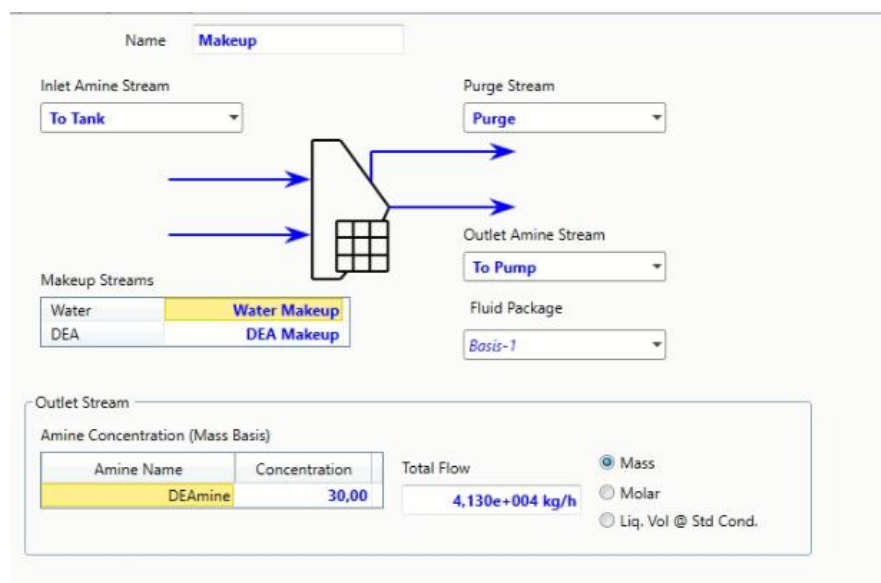 Name Makeup
Inlet Amine Stream
To Tank
Purge Stream
Purge
Outlet Amine Stream
To Pump
Makeup Streams
Water Water Makeup
DEA DEA Makeup
Fluid Package
Basis-1
Outlet Stream
Amine Concentration (Mass Basis)
Amine Name Concentration
DEAmine 30,00
Total Flow
4,130e+004 kg/h
Mass
Molar
Liq. Vol @ Std Cond.